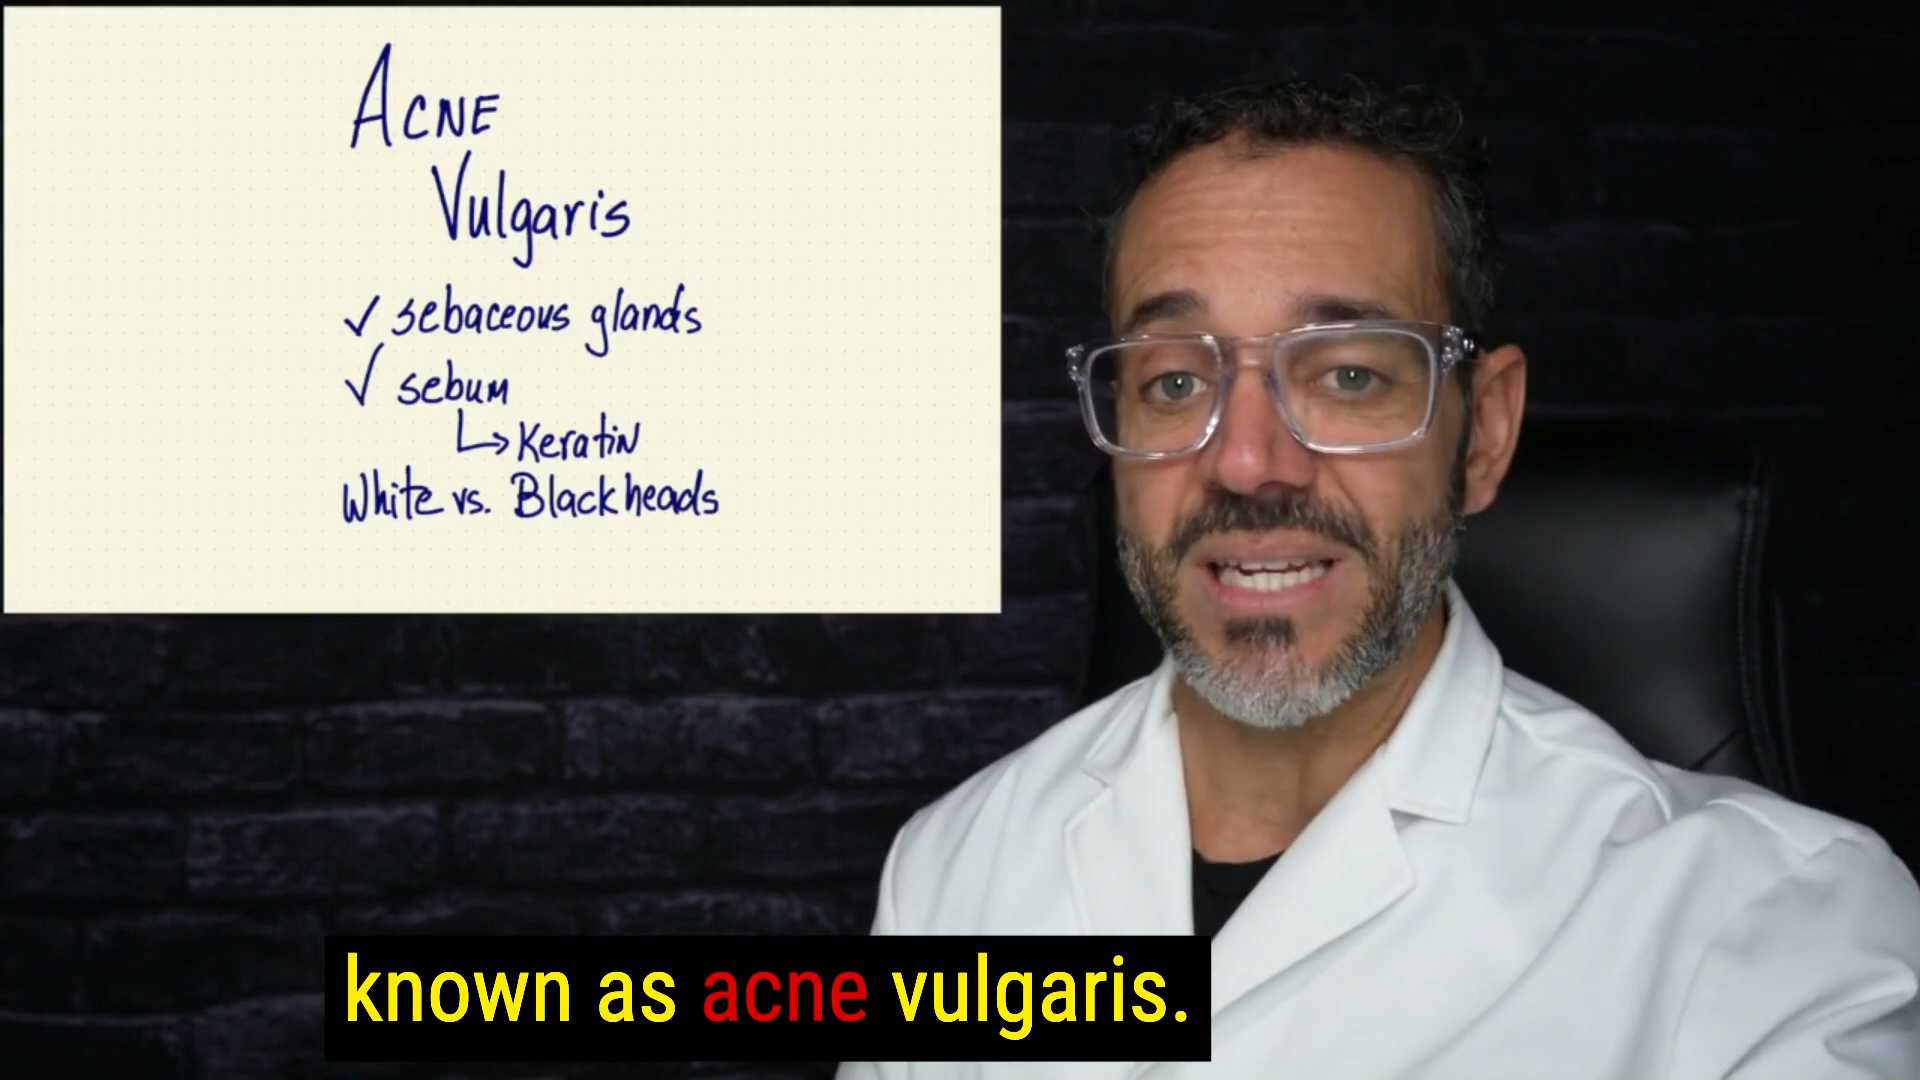 ACNE
Vulgaris
✓ sebaceous glands
✓ sebum
↳ Keratin
White vs. Blackheads
known as acne vulgaris.